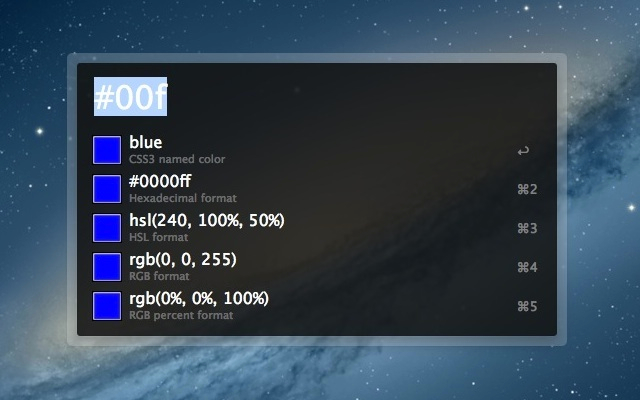 #00f
blue
CSS3 named color
↩
#0000ff
Hexadecimal format
⌘2
hsl(240, 100%, 50%)
HSL format
⌘3
rgb(0, 0, 255)
RGB format
⌘4
rgb(0%, 0%, 100%)
RGB percent format
⌘5